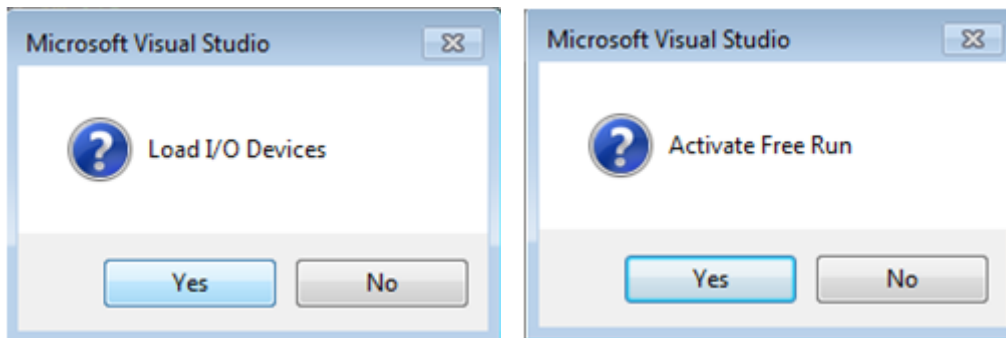 Microsoft Visual Studio
Load I/O Devices
Yes No
Microsoft Visual Studio
Activate Free Run
Yes No